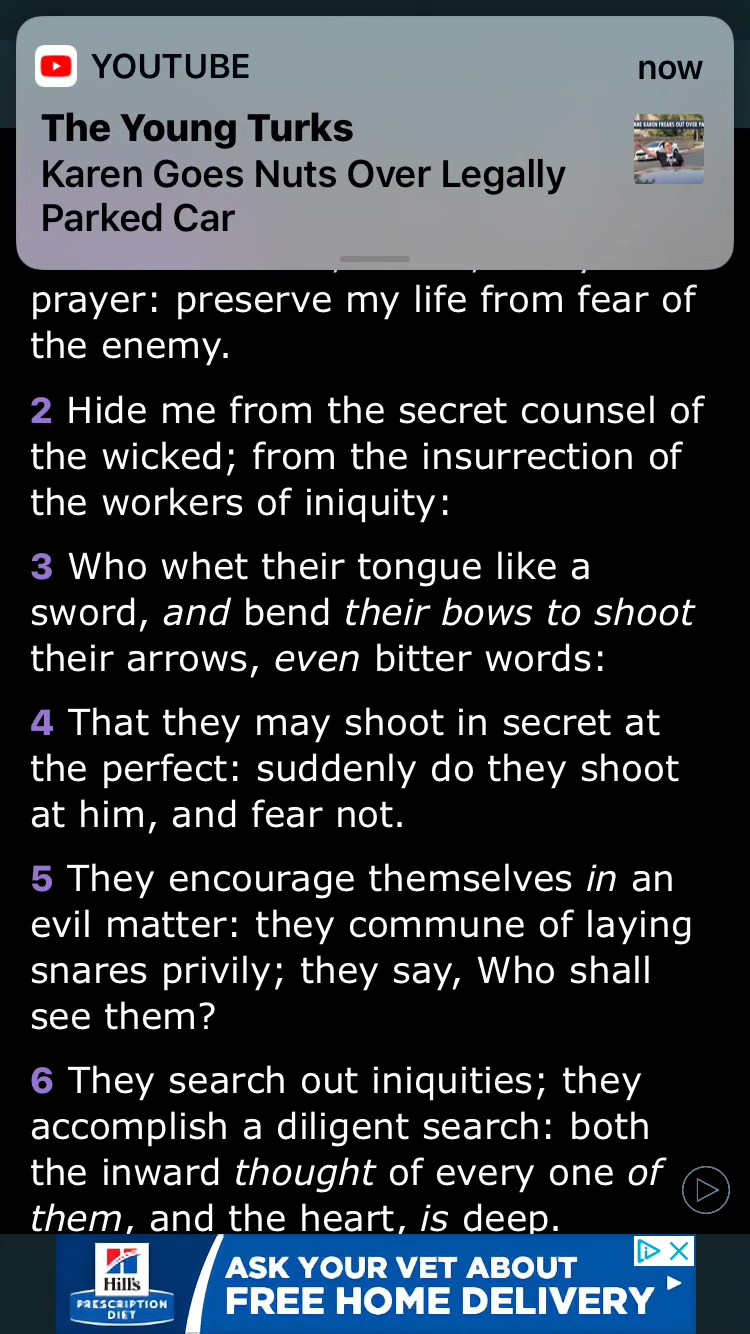 YOUTUBE
now
The Young Turks
Karen Goes Nuts Over Legally
Parked Car
prayer: preserve my life from fear of
the enemy.
2 Hide me from the secret counsel of
the wicked; from the insurrection of
the workers of iniquity:
3 Who whet their tongue like a
sword, and bend their bows to shoot
their arrows, even bitter words:
4 That they may shoot in secret at
the perfect: suddenly do they shoot
at him, and fear not.
5 They encourage themselves in an
evil matter: they commune of laying
snares privily; they say, Who shall
see them?
6 They search out iniquities; they
accomplish a diligent search: both
the inward thought of every one of
them, and the heart, is deep.
Hill's
PRESCRIPTION
DIET
ASK YOUR VET ABOUT
FREE HOME DELIVERY